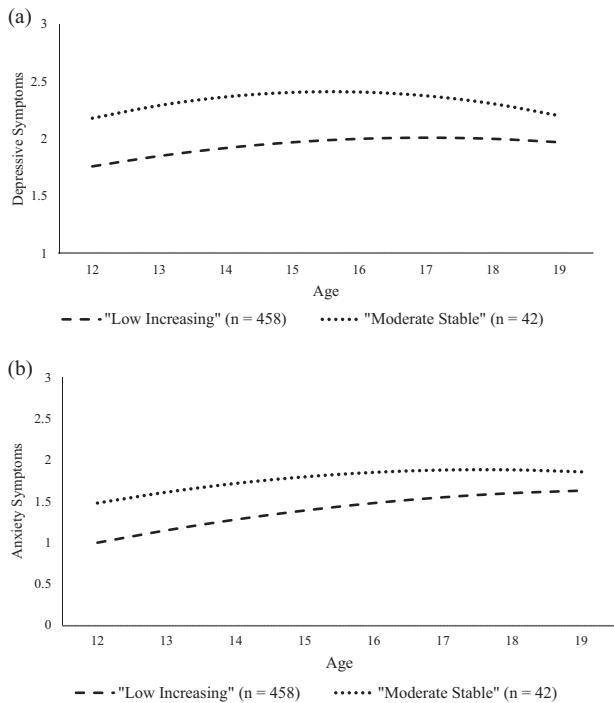 (a)
3
2.5
2
1.5
1
Depressive Symptoms
12 13 14 15 16 17 18 19
Age
"Low Increasing" (n = 458) "Moderate Stable" (n = 42)
(b)
3
2.5
2
1.5
1
0.5
0
Anxiety Symptoms
12 13 14 15 16 17 18 19
Age
"Low Increasing" (n = 458) "Moderate Stable" (n = 42)